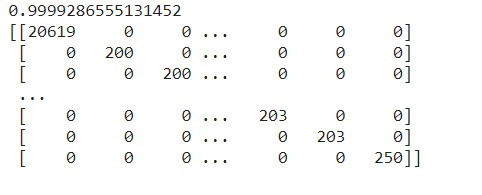 0.9999286555131452
[[20619 0 0 ... 0 0 0]
[ 0 200 0 ... 0 0 0]
[ 0 0 200 ... 0 0 0]
...
[ 0 0 0 ... 203 0 0]
[ 0 0 0 ... 0 203 0]
[ 0 0 0 ... 0 0 250]]